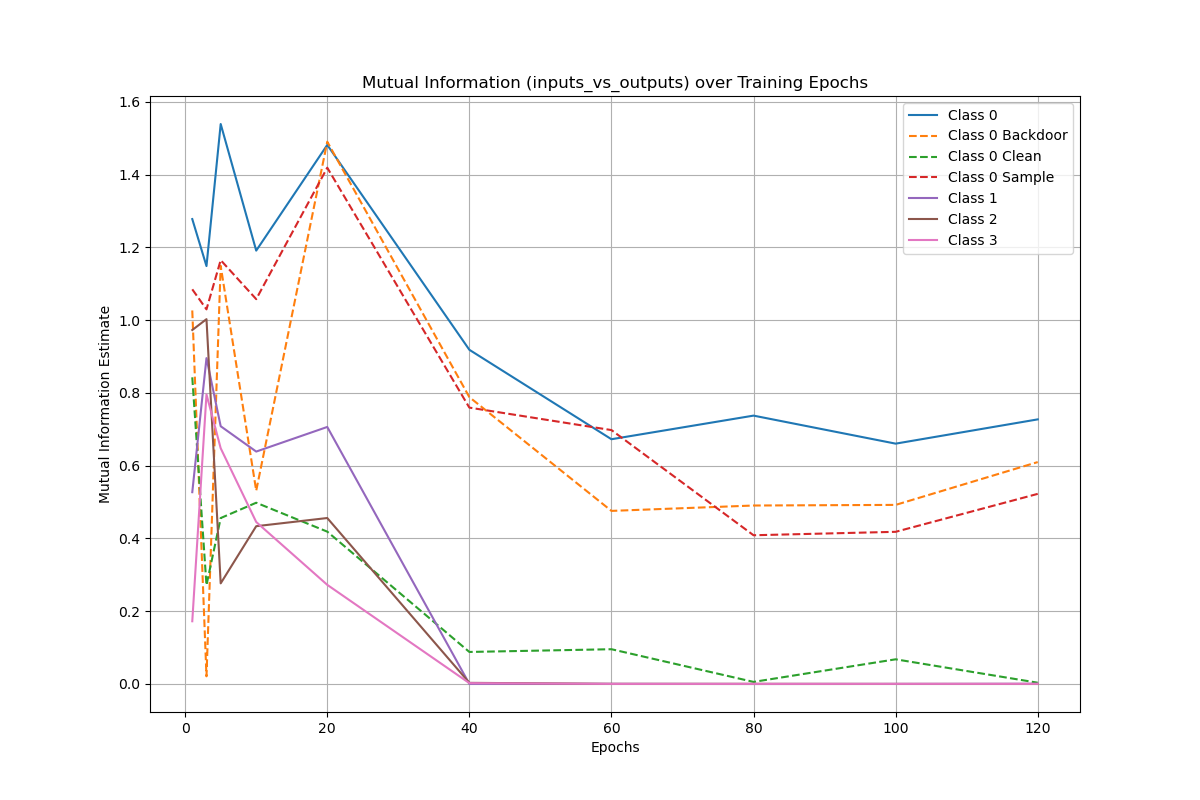 Mutual Information (inputs_vs_outputs) over Training Epochs
Mutual Information Estimate
1.6
1.4
1.2
1.0
0.8
0.6
0.4
0.2
0.0
Class 0
Class 0 Backdoor
Class 0 Clean
Class 0 Sample
Class 1
Class 2
Class 3
0 20 40 60 80 100 120
Epochs